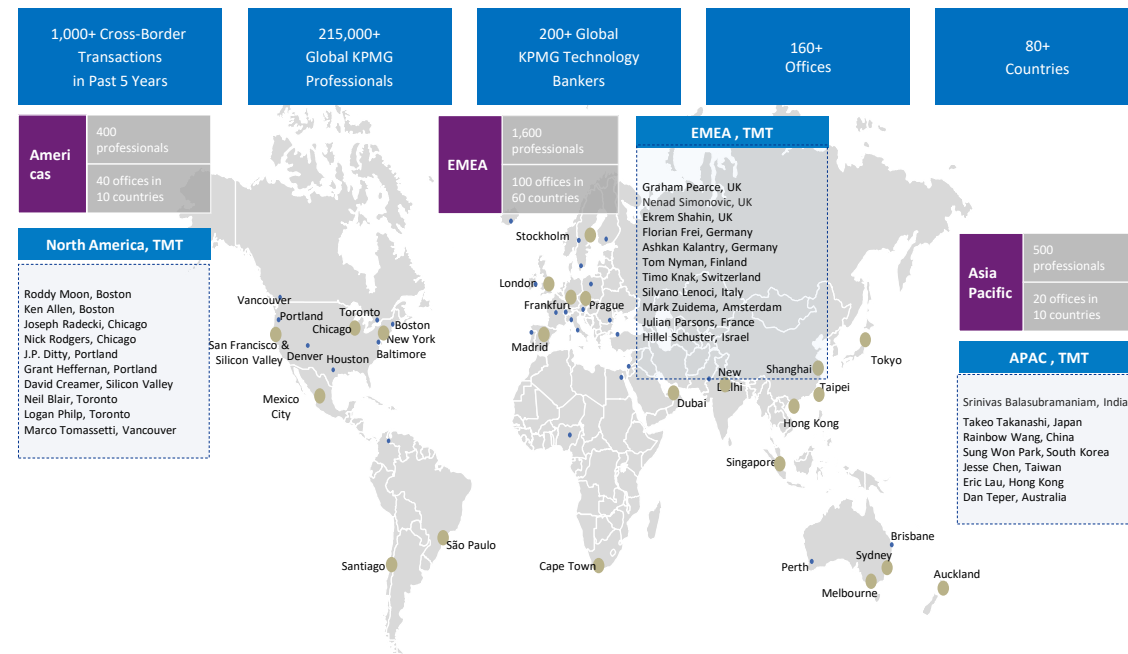 1,000+ Cross-Border
Transactions
in Past 5 Years
215,000+
Global KPMG
Professionals
200+ Global
KPMG Technology
Bankers
160+
Offices
80+
Countries
Ameri
cas
400
professionals
40 offices in
10 countries
EMEA
1,600
professionals
100 offices in
60 countries
EMEA , TMT
Graham Pearce, UK
Nenad Simonovic, UK
Ekrem Shahin, UK
Florian Frei, Germany
Ashkan Kalantry, Germany
Tom Nyman, Finland
Timo Knak, Switzerland
Silvano Lenoci, Italy
Mark Zuidema, Amsterdam
Julian Parsons, France
Hillel Schuster, Israel
North America, TMT
Roddy Moon, Boston
Ken Allen, Boston
Joseph Radecki, Chicago
Nick Rodgers, Chicago
J.P. Ditty, Portland
Grant Heffernan, Portland
David Creamer, Silicon Valley
Neil Blair, Toronto
Logan Philp, Toronto
Marco Tomassetti, Vancouver
Asia
Pacific
500
professionals
20 offices in
10 countries
APAC , TMT
Srinivas Balasubramaniam, India
Takeo Takanashi, Japan
Rainbow Wang, China
Sung Won Park, South Korea
Jesse Chen, Taiwan
Eric Lau, Hong Kong
Dan Teper, Australia
Vancouver
Portland
Toronto
Chicago
Boston
New York
San Francisco &
Silicon Valley
Denver
Houston
Baltimore
Mexico
City
São Paulo
Santiago
Stockholm
London
Frankfurt
Prague
Madrid
Dubai
Cape Town
New
Delhi
Shanghai
Tokyo
Taipei
Hong Kong
Singapore
Brisbane
Perth
Sydney
Melbourne
Auckland